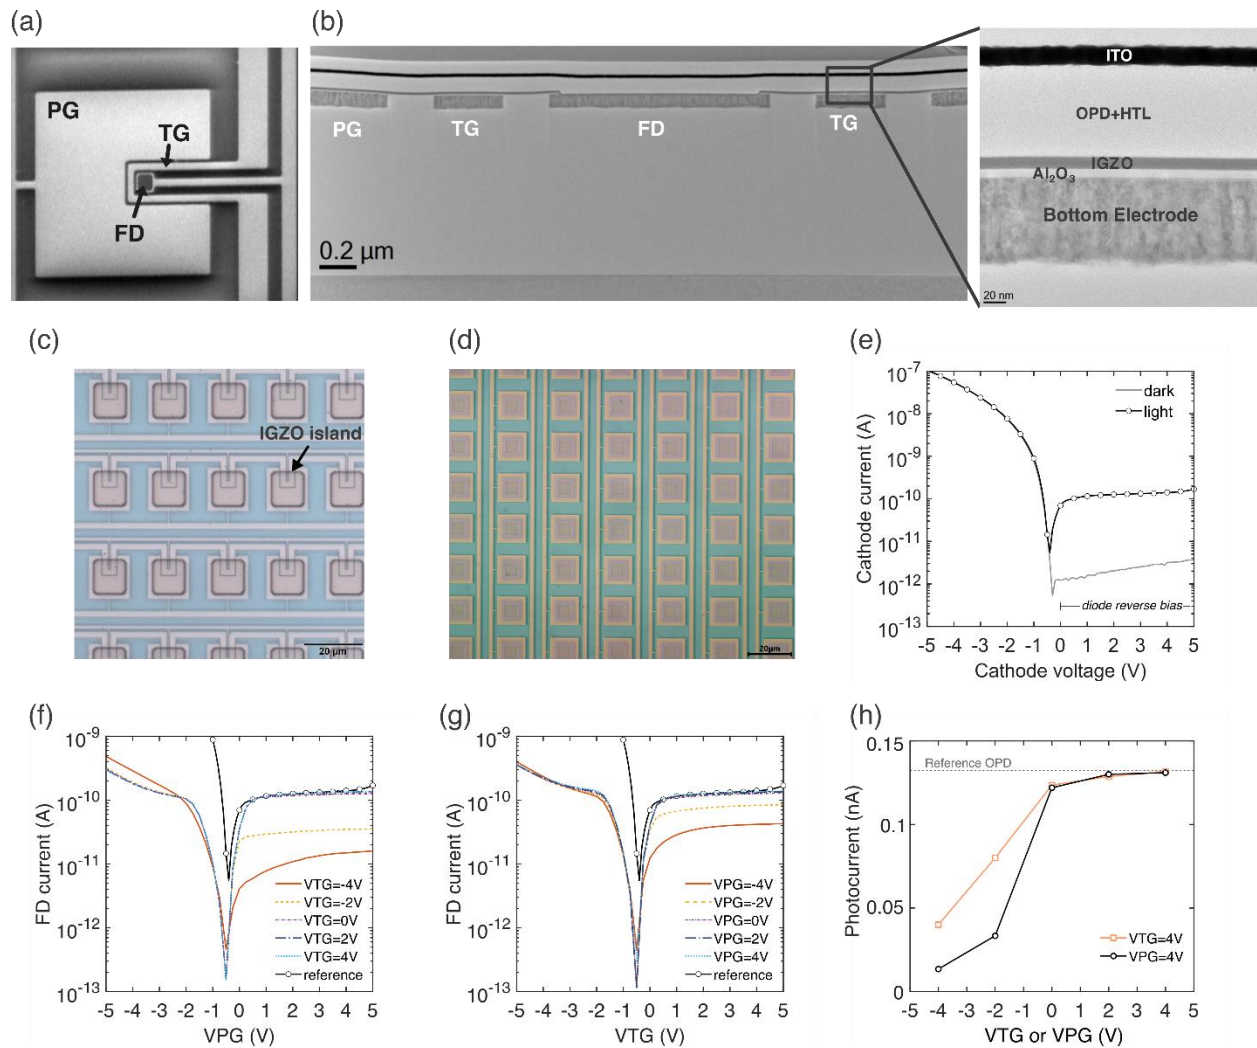 (a)
PG
TG
FD
(b)
PG
TG
FD
TG
0.2 µm
ITO
OPD+HTL
IGZO
Al₂O₃
Bottom Electrode
20 nm
(c)
IGZO island
20 µm
(d)
20µm
(e)
10⁻⁷
10⁻⁸
10⁻⁹
10⁻¹⁰
10⁻¹¹
10⁻¹²
10⁻¹³
Cathode current (A)
dark
light
diode reverse bias
-5 -4 -3 -2 -1 0 1 2 3 4 5
Cathode voltage (V)
(f)
10⁻⁹
10⁻¹⁰
10⁻¹¹
10⁻¹²
10⁻¹³
FD current (A)
VTG=-4V
VTG=-2V
VTG=0V
VTG=2V
VTG=4V
reference
-5 -4 -3 -2 -1 0 1 2 3 4 5
VPG (V)
(g)
10⁻⁹
10⁻¹⁰
10⁻¹¹
10⁻¹²
10⁻¹³
FD current (A)
VPG=-4V
VPG=-2V
VPG=0V
VPG=2V
VPG=4V
reference
-5 -4 -3 -2 -1 0 1 2 3 4 5
VTG (V)
(h)
0.15
0.1
0.05
0
Photocurrent (nA)
Reference OPD
VTG=4V
VPG=4V
-5 -4 -3 -2 -1 0 1 2 3 4 5
VTG or VPG (V)